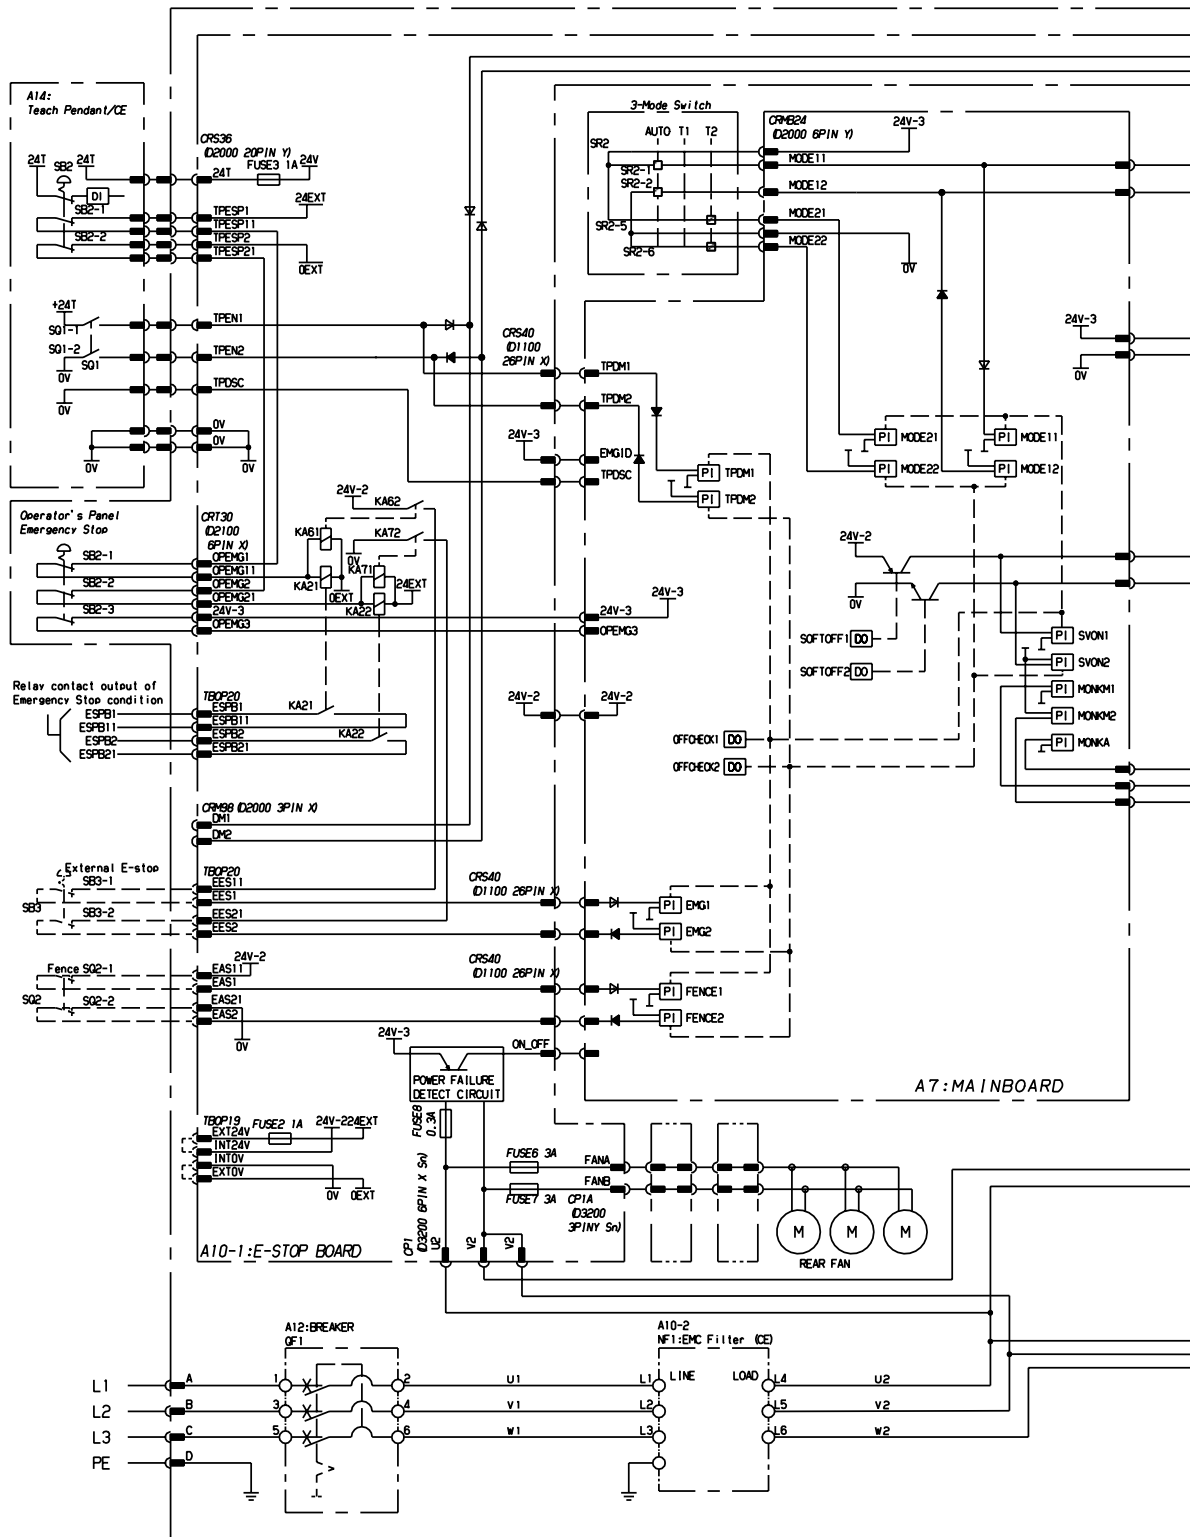 A14:
Teach Pendant/CE
24T
SB2
24T
DI
SB2-1
SB2-2
+24T
SQ1-1
SQ1-2
SQ1
0V
0V
0V
0V
CRS36
(D2000 20PIN Y)
FUSE3 1A
24V
24T
24EXT
TPESP1
TPESP11
TPESP2
TPESP21
0EXT
TPEN1
TPEN2
TPDSC
0V
0V
3-Mode Switch
AUTO T1 T2
SR2
SR2-1
SR2-2
SR2-5
SR2-6
CRMB24
(D2000 6PIN Y)
24V-3
MODE11
MODE12
MODE21
MODE22
0V
24V-3
0V
CRS40
(D1100
26PIN X)
TPDM1
TPDM2
24V-3
EMGID
TPDSC
PI TPDM1
PI TPDM2
PI MODE21
PI MODE22
PI MODE11
PI MODE12
Operator's Panel
Emergency Stop
SB2-1
SB2-2
SB2-3
CRT30
(D2100
6PIN X)
OPEMG1
OPEMG11
OPEMG2
OPEMG21
24V-3
OPEMG3
24V-2
KA62
KA61
KA72
0V
KA71
KA21
0EXT
24EXT
KA22
24V-3
24V-3
OPEMG3
24V-2
0V
SOFTOFF1 DO
SOFTOFF2 DO
PI SVON1
PI SVON2
PI MONKM1
PI MONKM2
PI MONKA
Relay contact output of
Emergency Stop condition
ESPB1
ESPB11
ESPB2
ESPB21
TBOP20
ESPB1
ESPB11
ESPB2
ESPB21
KA21
KA22
24V-2
24V-2
OFFCHECK1 DO
OFFCHECK2 DO
CRM98 (D2000 3PIN X)
DM1
DM2
External E-stop
SB3-1
SB3
SB3-2
TBOP20
EES11
EES1
EES21
EES2
CRS40
(D1100 26PIN X)
PI EMG1
PI EMG2
Fence SQ2-1
SQ2 SQ2-2
24V-2
EAS11
EAS1
EAS21
EAS2
0V
CRS40
(D1100 26PIN X)
PI FENCE1
PI FENCE2
24V-3
ON_OFF
POWER FAILURE
DETECT CIRCUIT
A7:MAINBOARD
FUSE8
0.3A
TBOP19
FUSE2 1A
24V-2
24EXT
EXT24V
INT24V
INT0V
EXT0V
0V
0EXT
FUSE6 3A
FANA
FANB
FUSE7 3A
CP1A
(D3200
3PINY Sn)
CP1
(D3200 6PIN X Sn)
U2
V2
V2
M
M
M
REAR FAN
A10-1:E-STOP BOARD
A12:BREAKER
QF1
A10-2
NF1:EMC Filter (CE)
LINE
LOAD
L1 A 1 2 U1 L1 L4 U2
L2 B 3 4 V1 L2 L5 V2
L3 C 5 6 W1 L3 L6 W2
PE D